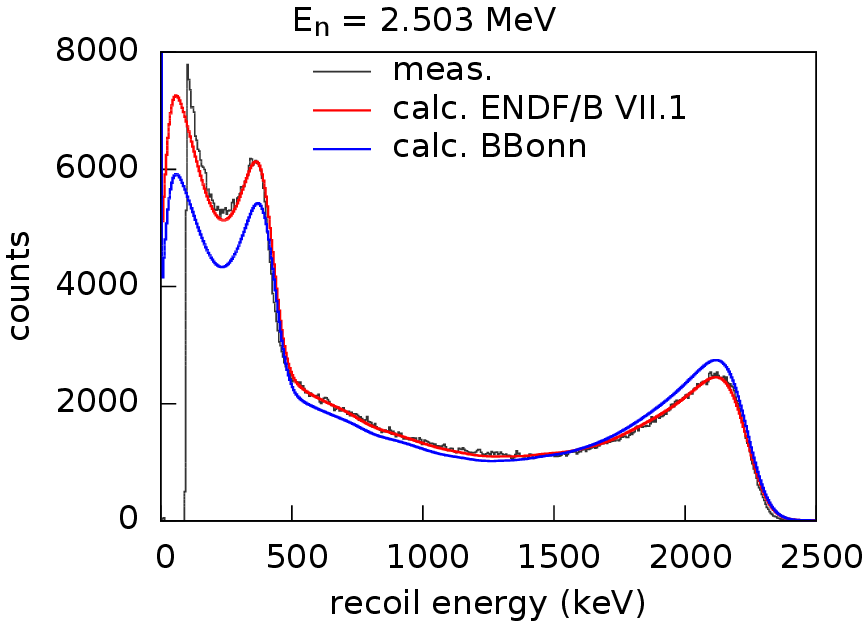 Eₙ = 2.503 MeV
8000
6000
4000
2000
0
counts
meas.
calc. ENDF/B VII.1
calc. BBonn
0 500 1000 1500 2000 2500
recoil energy (keV)